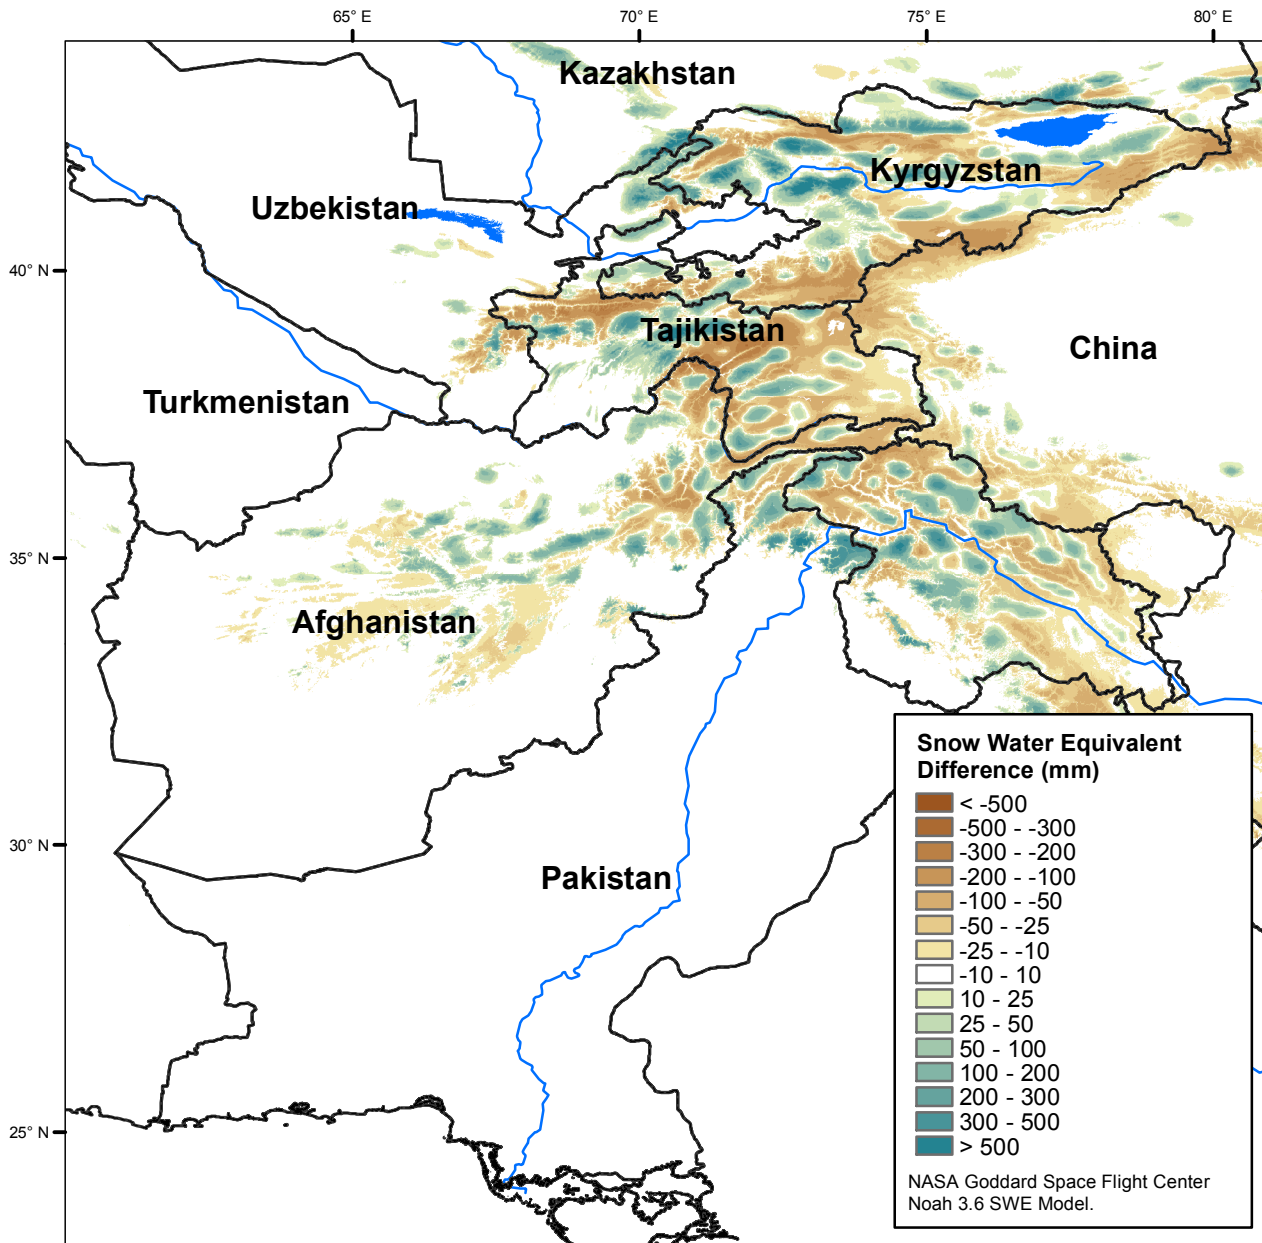 65° E
70° E
75° E
80° E
Kazakhstan
Kyrgyzstan
Uzbekistan
40° N
Tajikistan
China
Turkmenistan
35° N
Afghanistan
30° N
Pakistan
25° N
Snow Water Equivalent
Difference (mm)
< -500
-500 - -300
-300 - -200
-200 - -100
-100 - -50
-50 - -25
-25 - -10
-10 - 10
10 - 25
25 - 50
50 - 100
100 - 200
200 - 300
300 - 500
> 500
NASA Goddard Space Flight Center
Noah 3.6 SWE Model.